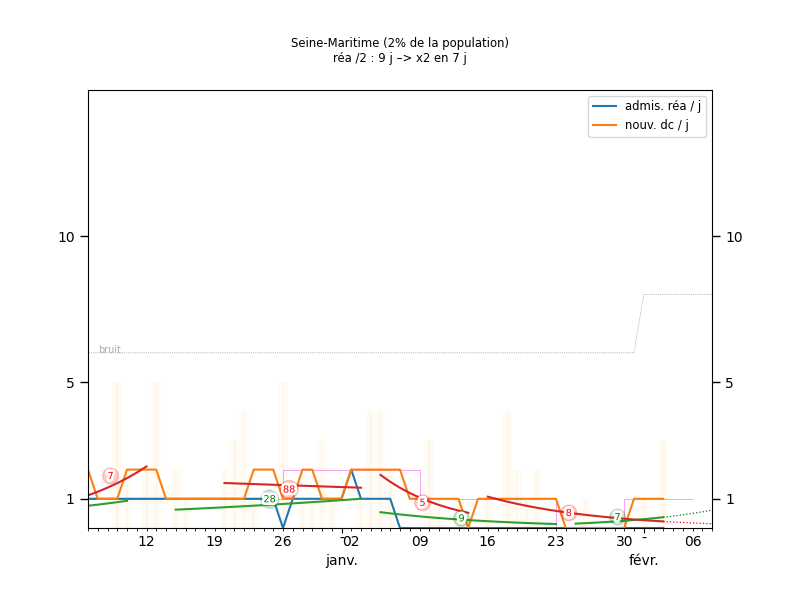 Seine-Maritime (2% de la population)
réa /2 : 9 j –> x2 en 7 j
admis. réa / j
nouv. dc / j
10 10
bruit
5 5
7
88
28
5
9
8
7
1 1
12 19 26 02 09 16 23 30 06
janv. févr.